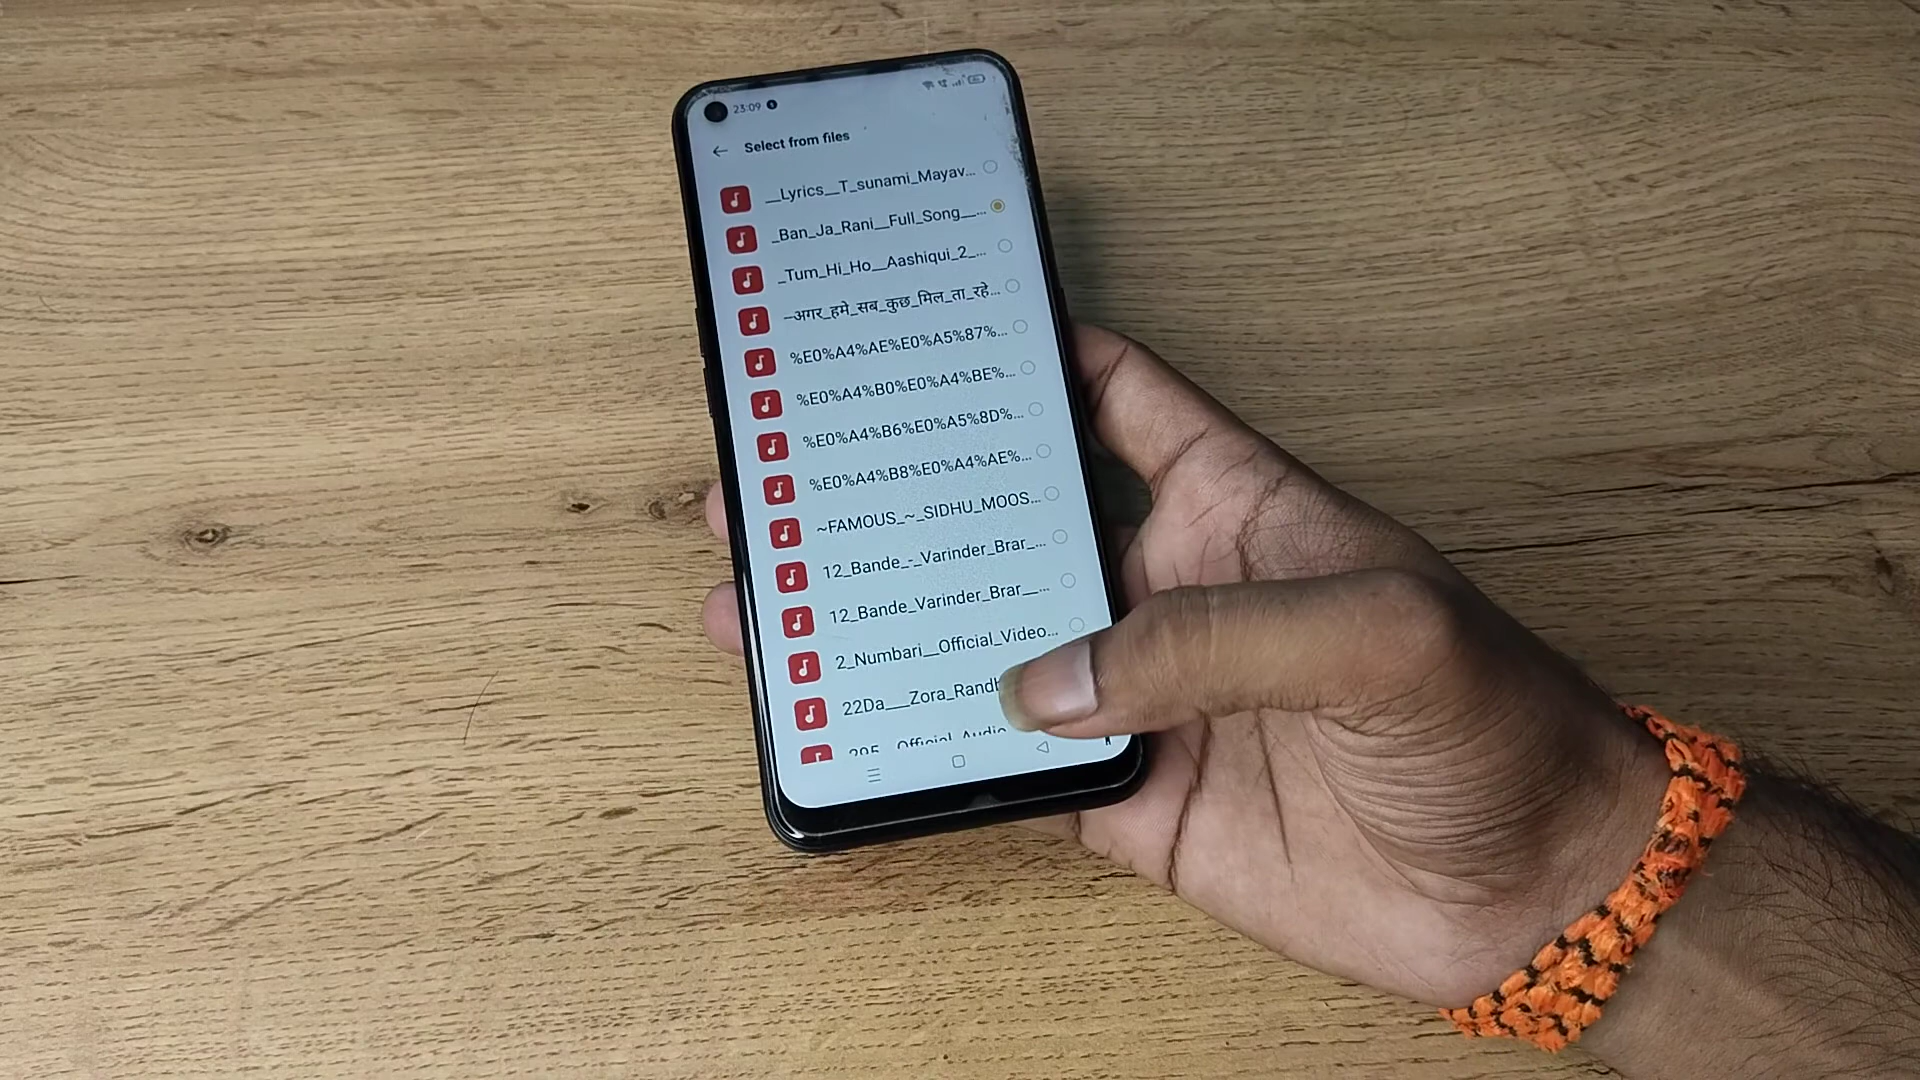 23:09
Select from files
__Lyrics__T_sunami_Mayav...
_Ban_Ja_Rani__Full_Song__...
_Tum_Hi_Ho__Aashiqui_2_...
—अगर_हमे_सब_कुछ_मिल_ता_रहे...
%E0%A4%AE%E0%A5%87%...
%E0%A4%B0%E0%A4%BE%...
%E0%A4%B6%E0%A5%8D%...
%E0%A4%B8%E0%A4%AE%...
~FAMOUS_~_SIDHU_MOOS...
12_Bande_-_Varinder_Brar_...
12_Bande_Varinder_Brar__...
2_Numbari__Official_Video...
22Da___Zora_Randh
295__Official_Audio